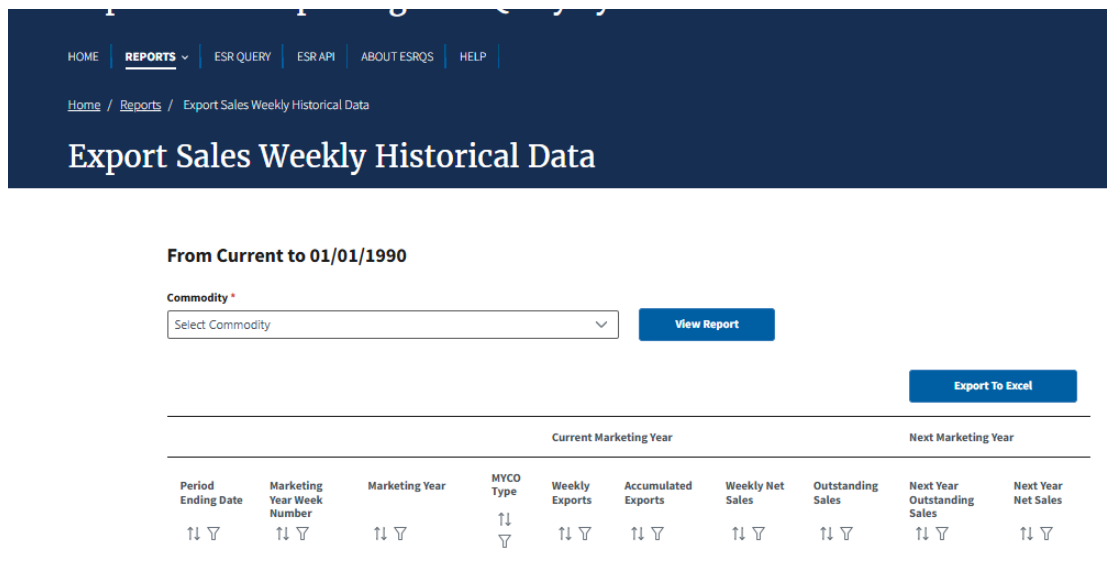 HOME REPORTS ESR QUERY ESR API ABOUT ESRQS HELP
Home / Reports / Export Sales Weekly Historical Data
Export Sales Weekly Historical Data
From Current to 01/01/1990
Commodity *
Select Commodity
View Report
Export To Excel
Current Marketing Year Next Marketing Year
Period Ending Date
Marketing Year Week Number
Marketing Year
MYCO Type
Weekly Exports
Accumulated Exports
Weekly Net Sales
Outstanding Sales
Next Year Outstanding Sales
Next Year Net Sales